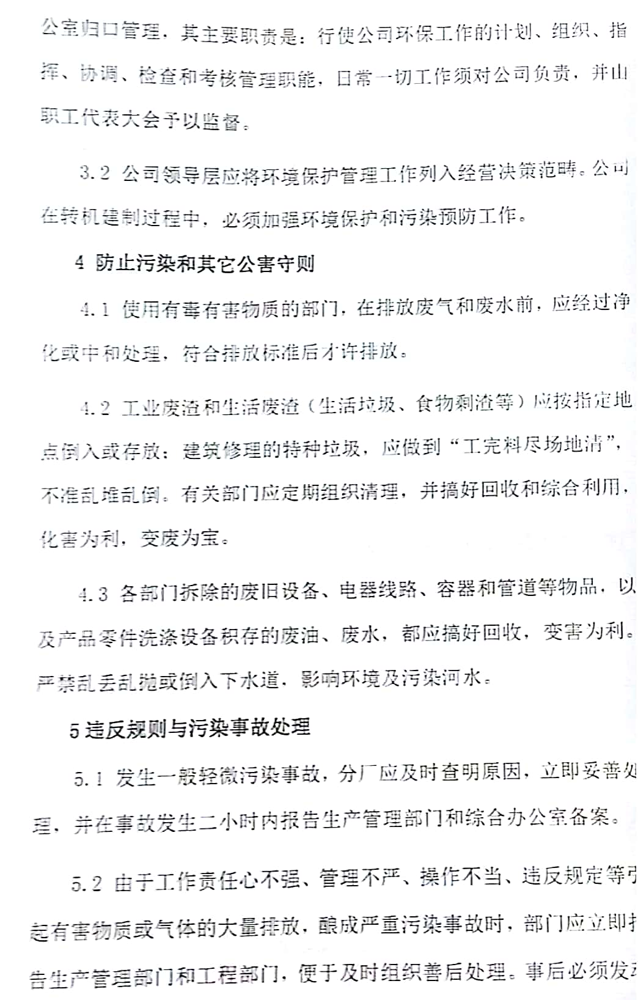 公室归口管理，其主要职责是：行使公司环保工作的计划、组织、指
挥、协调、检查和考核管理职能，日常一切工作须对公司负责，并由
职工代表大会予以监督。
3.2 公司领导层应将环境保护管理工作列入经营决策范畴。公司
在转机建制过程中，必须加强环境保护和污染预防工作。
4 防止污染和其它公害守则
4.1 使用有毒有害物质的部门，在排放废气和废水前，应经过净
化或中和处理，符合排放标准后才许排放。
4.2 工业废渣和生活废渣（生活垃圾、食物剩渣等）应按指定地
点倒入或存放；建筑修理的特种垃圾，应做到“工完料尽场地清”，
不准乱堆乱倒。有关部门应定期组织清理，并搞好回收和综合利用，
化害为利，变废为宝。
4.3 各部门拆除的废旧设备、电器线路、容器和管道等物品，以
及产品零件洗涤设备积存的废油、废水，都应搞好回收，变害为利。
严禁乱丢乱抛或倒入下水道，影响环境及污染河水。
5 违反规则与污染事故处理
5.1 发生一般轻微污染事故，分厂应及时查明原因，立即妥善处
理，并在事故发生二小时内报告生产管理部门和综合办公室备案。
5.2 由于工作责任心不强、管理不严、操作不当、违反规定等引
起有害物质或气体的大量排放，酿成严重污染事故时，部门应立即报
告生产管理部门和工程部门，便于及时组织善后处理。事后必须发动